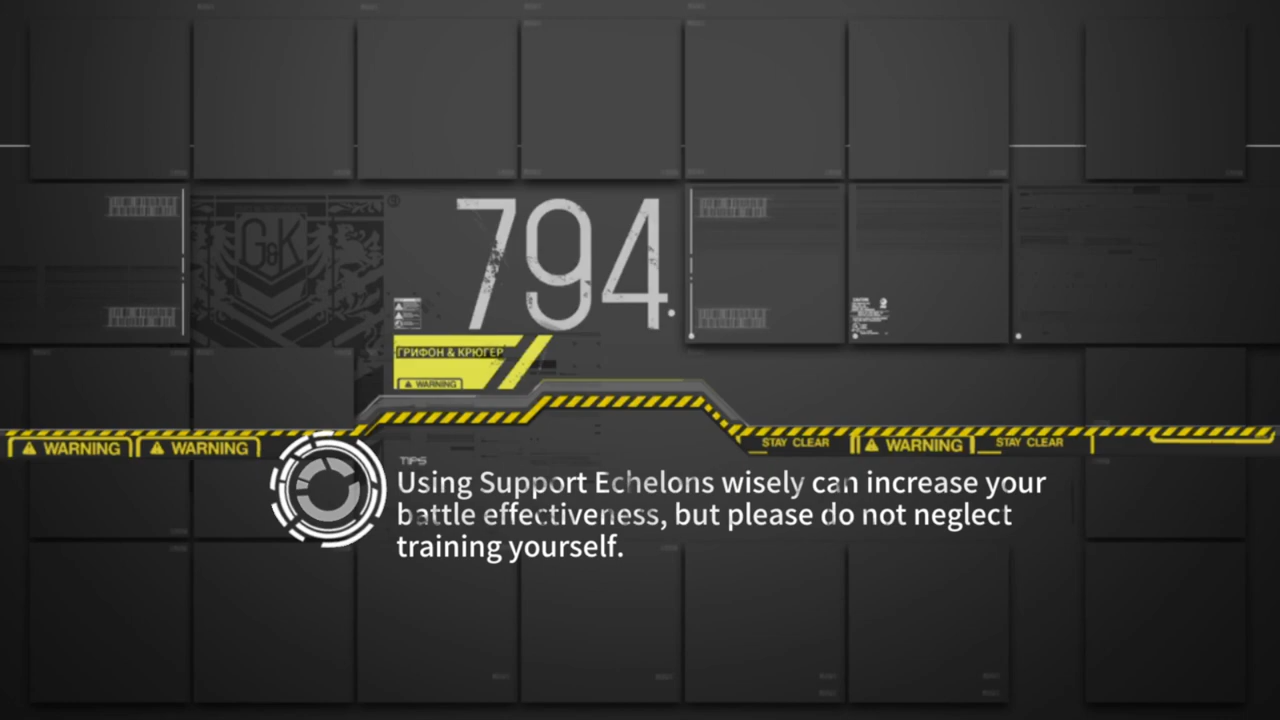 G&K
794.
ГРИФОН & КРЮГЕР
WARNING
WARNING
WARNING
STAY CLEAR
WARNING
STAY CLEAR
TIPS
Using Support Echelons wisely can increase your
battle effectiveness, but please do not neglect
training yourself.